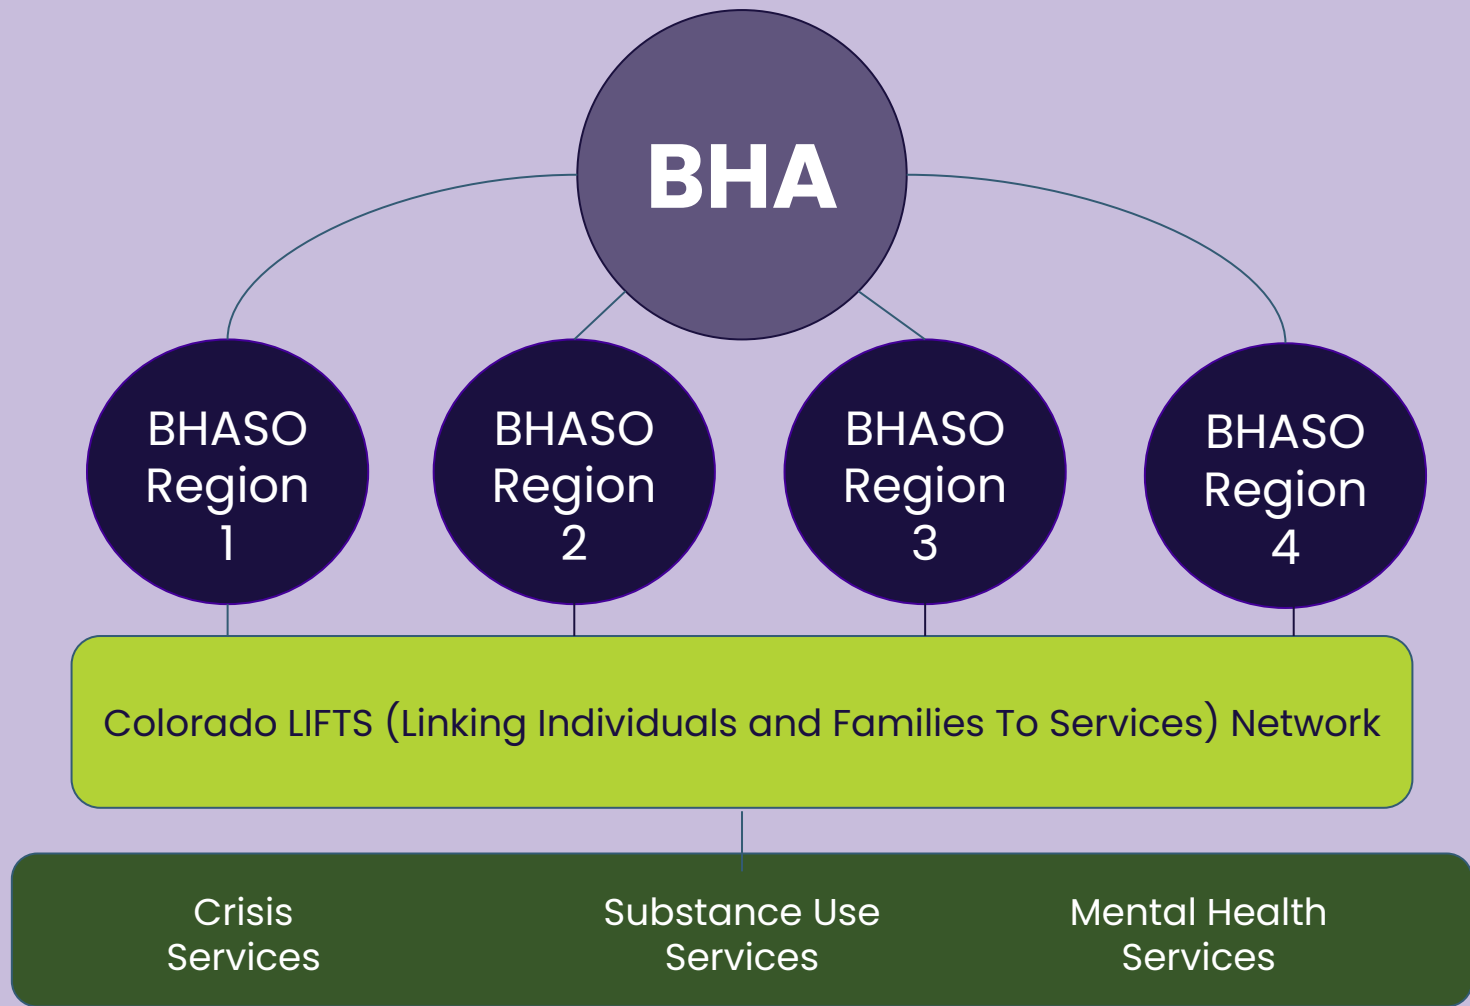 BHA
BHASO
Region
1
BHASO
Region
2
BHASO
Region
3
BHASO
Region
4
Colorado LIFTS (Linking Individuals and Families To Services) Network
Crisis
Services
Substance Use
Services
Mental Health
Services